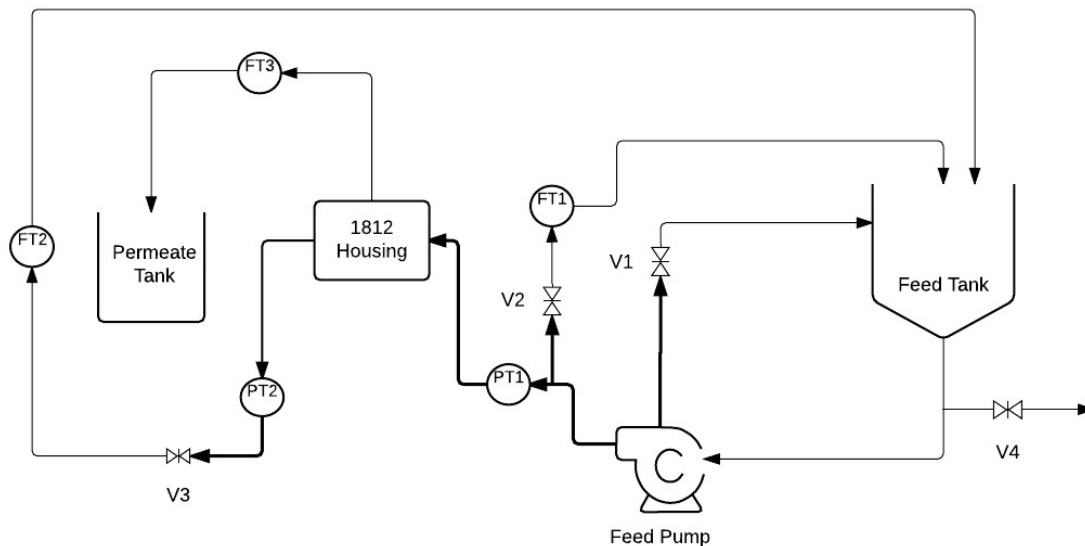 FT3
FT1
1812
Housing
FT2
Permeate
Tank
V1
Feed Tank
V2
PT1
PT2
V4
V3
Feed Pump